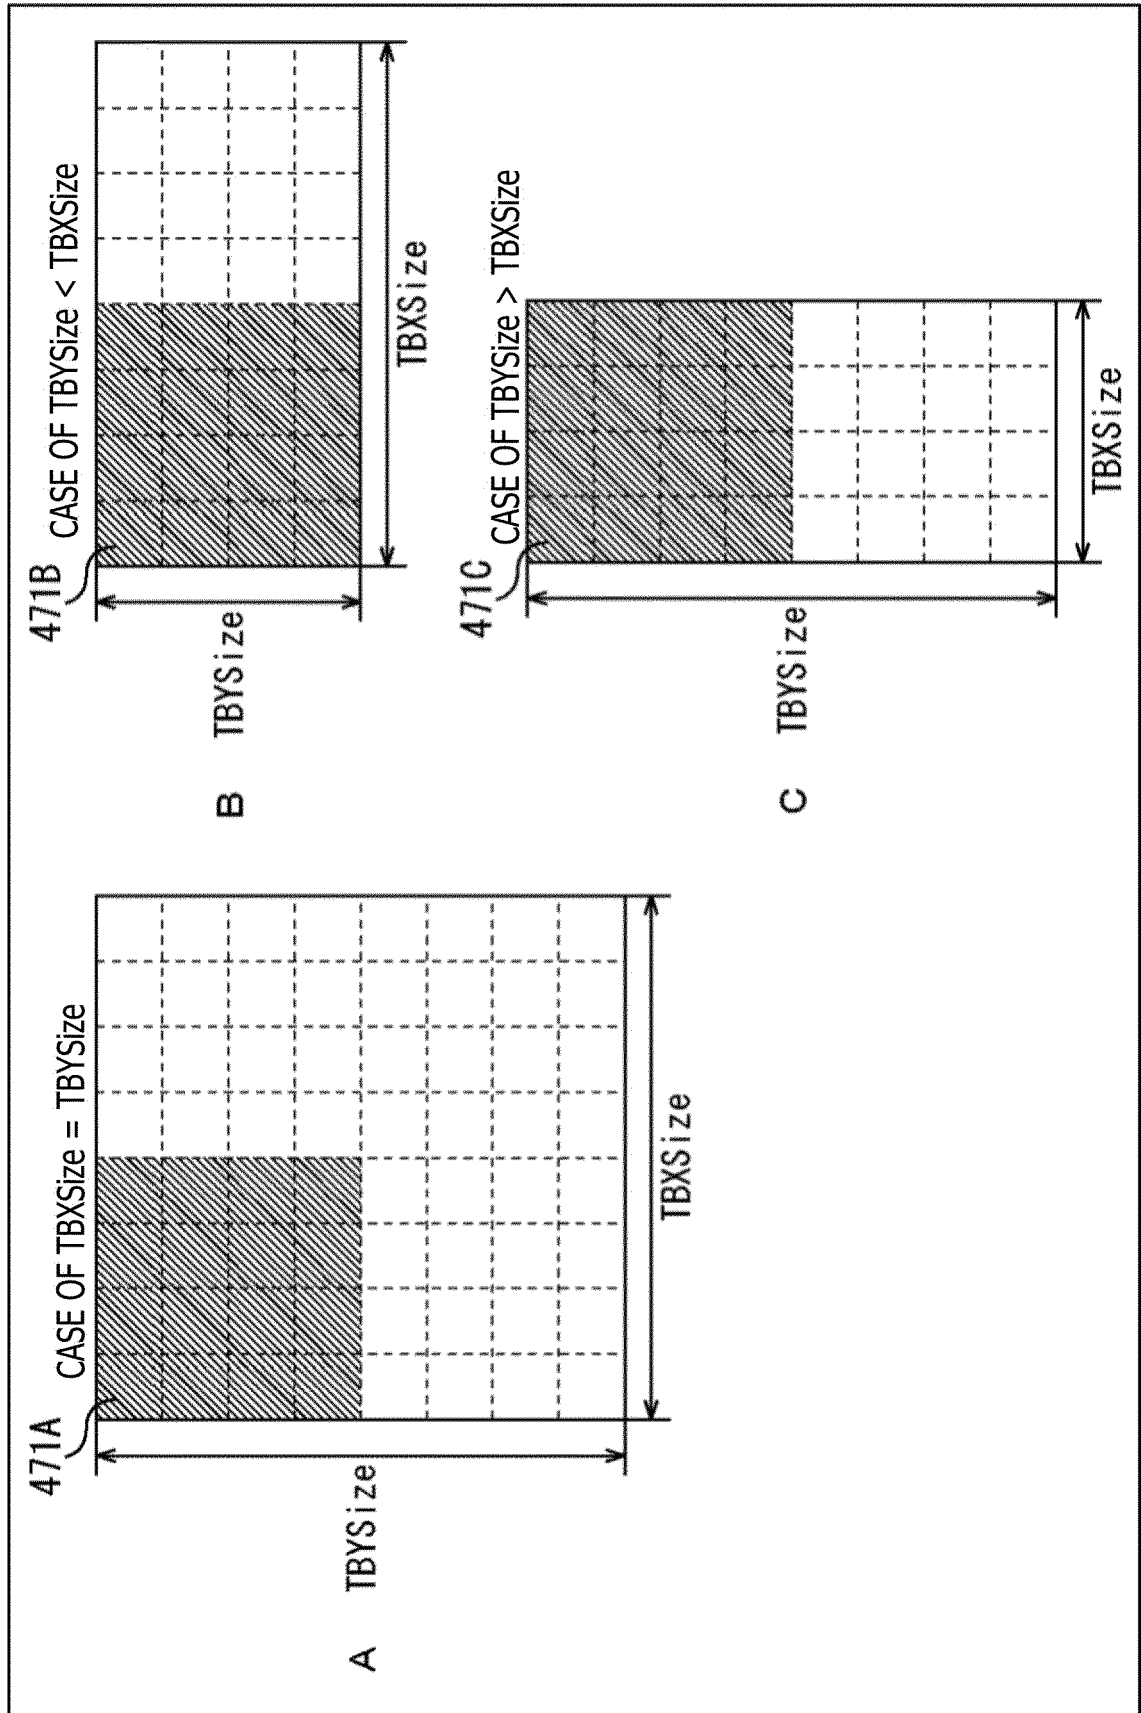 471A
CASE OF TBXSize = TBYSize
A
TBYSize
TBXSize
471B
CASE OF TBYSize < TBXSize
B
TBYSize
TBXSize
471C
CASE OF TBYSize > TBXSize
C
TBYSize
TBXSize